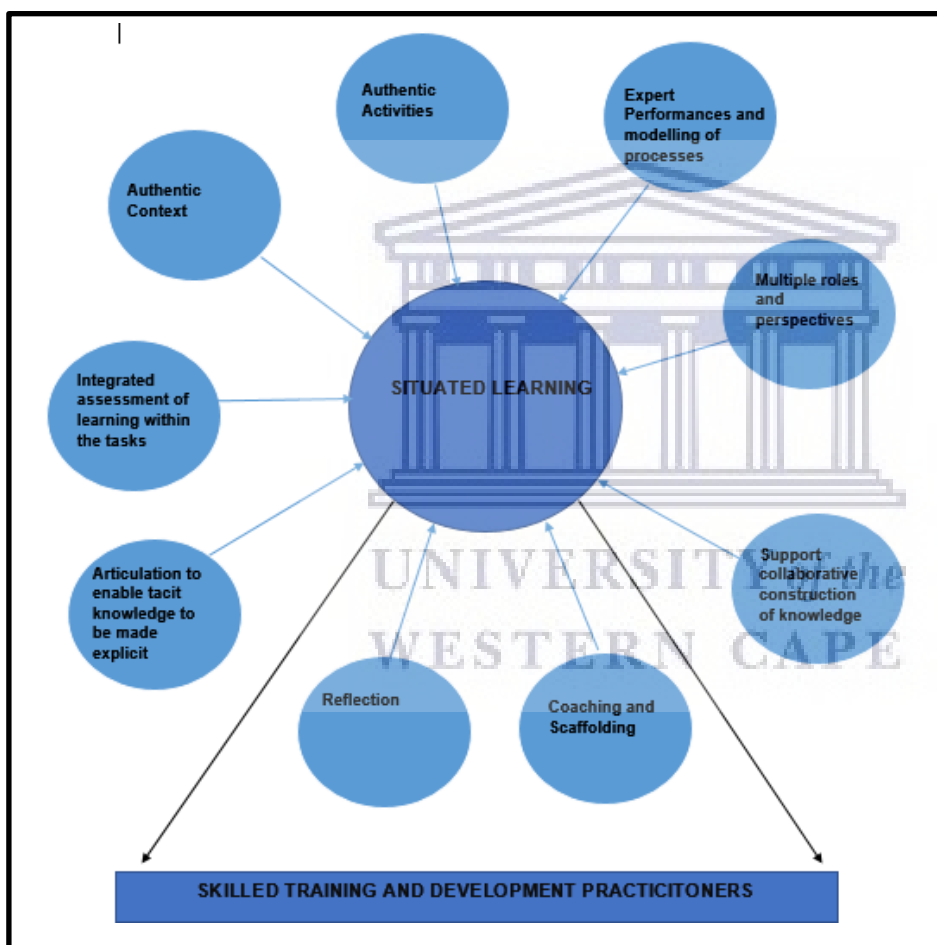 Authentic
Activities
Expert
Performances and
modelling of
processes
Authentic
Context
Multiple roles
and
perspectives
SITUATED LEARNING
Integrated
assessment of
learning within
the tasks
Articulation to
enable tacit
knowledge to
be made
explicit
Support
collaborative
construction
of knowledge
UNIVERSITY of the
WESTERN CAPE
Reflection
Coaching and
Scaffolding
SKILLED TRAINING AND DEVELOPMENT PRACTICITONERS